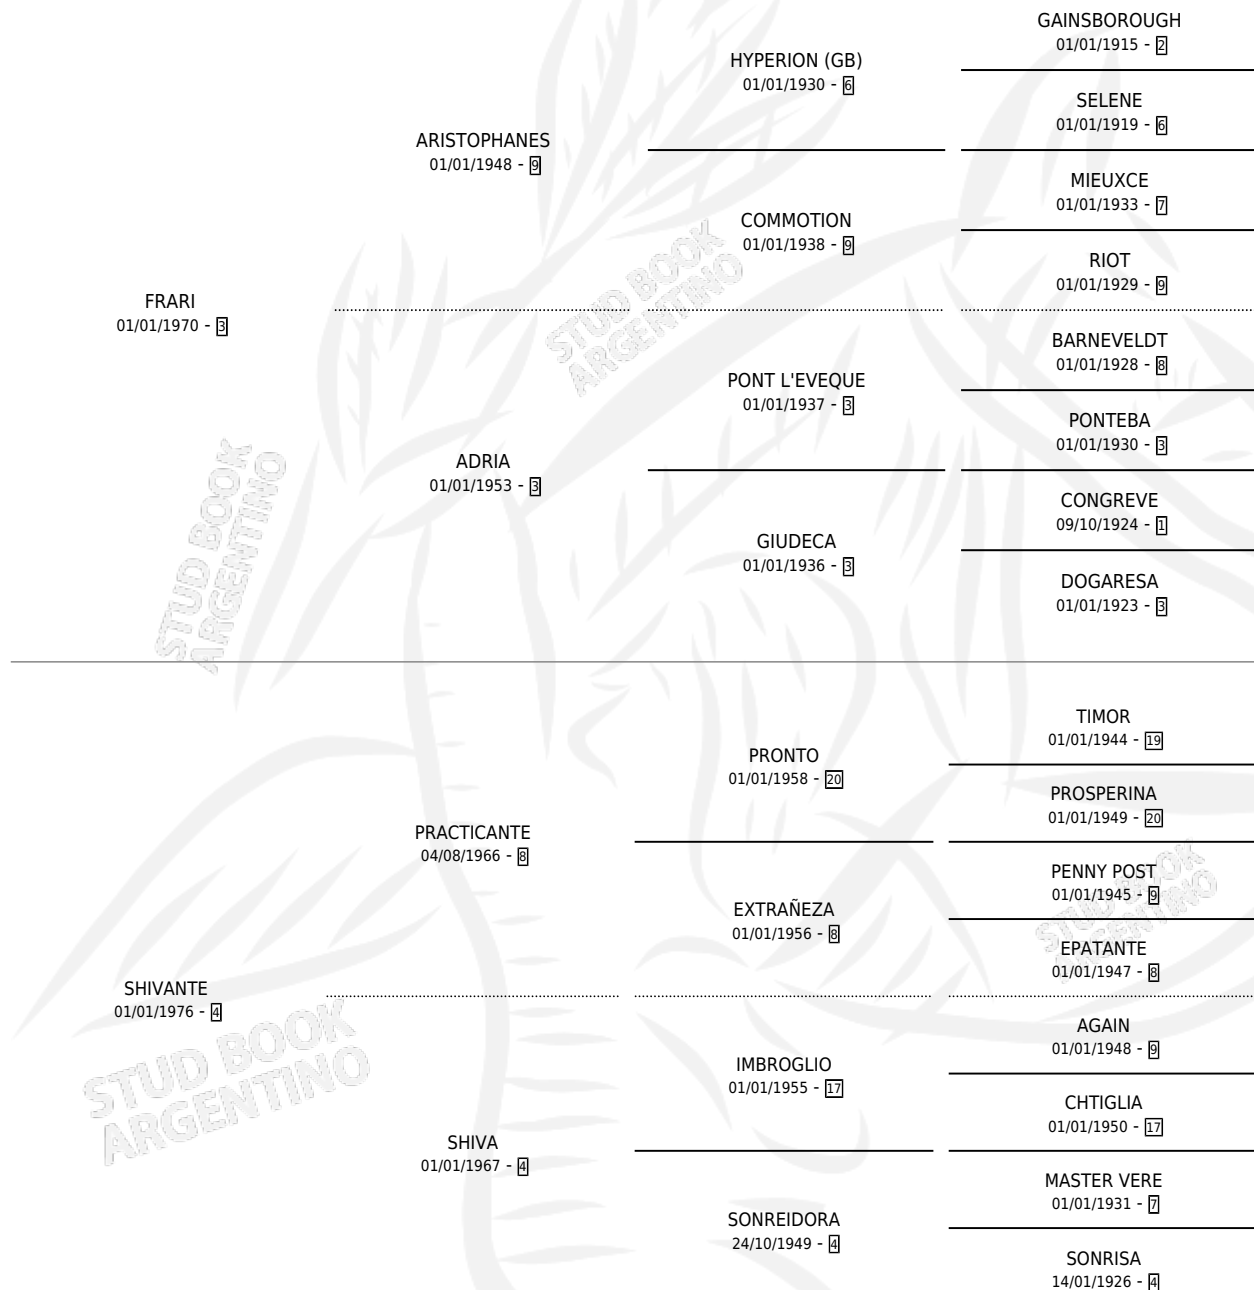 GAINSBOROUGH
01/01/1915 - 2
HYPERION (GB)
01/01/1930 - 6
SELENE
01/01/1919 - 6
ARISTOPHANES
01/01/1948 - 9
MIEUXCE
01/01/1933 - 7
COMMOTION
01/01/1938 - 9
RIOT
01/01/1929 - 9
FRARI
01/01/1970 - 3
BARNEVELDT
01/01/1928 - 8
PONT L'EVEQUE
01/01/1937 - 3
PONTEBA
01/01/1930 - 3
ADRIA
01/01/1953 - 3
CONGREVE
09/10/1924 - 1
GIUDECA
01/01/1936 - 3
DOGARESA
01/01/1923 - 3
STUD BOOK
ARGENTINO
STUD BOOK
ARGENTINO
TIMOR
01/01/1944 - 19
PRONTO
01/01/1958 - 20
PROSPERINA
01/01/1949 - 20
PRACTICANTE
04/08/1966 - 8
PENNY POST
01/01/1945 - 9
EXTRAÑEZA
01/01/1956 - 8
EPATANTE
01/01/1947 - 8
SHIVANTE
01/01/1976 - 4
AGAIN
01/01/1948 - 9
IMBROGLIO
01/01/1955 - 17
CHTIGLIA
01/01/1950 - 17
SHIVA
01/01/1967 - 4
MASTER VERE
01/01/1931 - 7
SONREIDORA
24/10/1949 - 4
SONRISA
14/01/1926 - 4
STUD BOOK
ARGENTINO
STUD BOOK
ARGENTINO